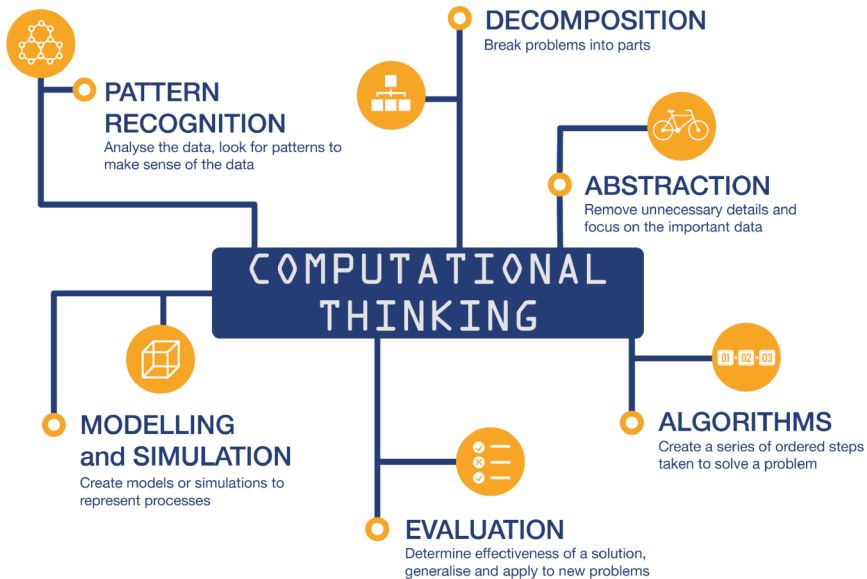 DECOMPOSITION
Break problems into parts
PATTERN
RECOGNITION
Analyse the data, look for patterns to
make sense of the data
ABSTRACTION
Remove unnecessary details and
focus on the important data
COMPUTATIONAL
THINKING
01 02 03
ALGORITHMS
Create a series of ordered steps
taken to solve a problem
MODELLING
and SIMULATION
Create models or simulations to
represent processes
EVALUATION
Determine effectiveness of a solution,
generalise and apply to new problems